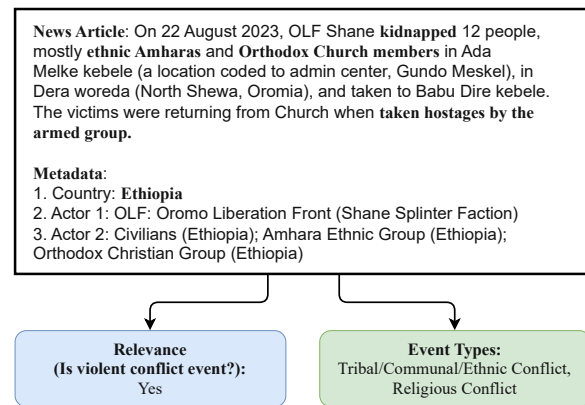 News Article: On 22 August 2023, OLF Shane kidnapped 12 people,
mostly ethnic Amharas and Orthodox Church members in Ada
Melke kebele (a location coded to admin center, Gundo Meskel), in
Dera woreda (North Shewa, Oromia), and taken to Babu Dire kebele.
The victims were returning from Church when taken hostages by the
armed group.
Metadata:
1. Country: Ethiopia
2. Actor 1: OLF: Oromo Liberation Front (Shane Splinter Faction)
3. Actor 2: Civilians (Ethiopia); Amhara Ethnic Group (Ethiopia);
Orthodox Christian Group (Ethiopia)
Relevance
(Is violent conflict event?):
Yes
Event Types:
Tribal/Communal/Ethnic Conflict,
Religious Conflict